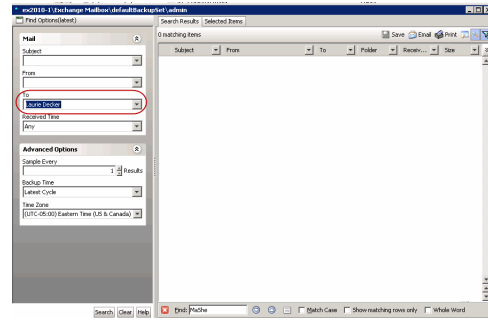 ex2010-1\Exchange Mailbox\defaultBackupSet\admin
Find Options(latest)
Mail
Subject
From
To
Laurie Decker
Received Time
Any
Advanced Options
Sample Every
1 Results
Backup Time
Latest Cycle
Time Zone
(UTC-05:00) Eastern Time (US & Canada)
Search Clear Help
Search Results Selected Items
0 matching items
Save Email Print
Subject From To Folder Receiv... Size
Find: MaShe Match Case Show matching rows only Whole Word